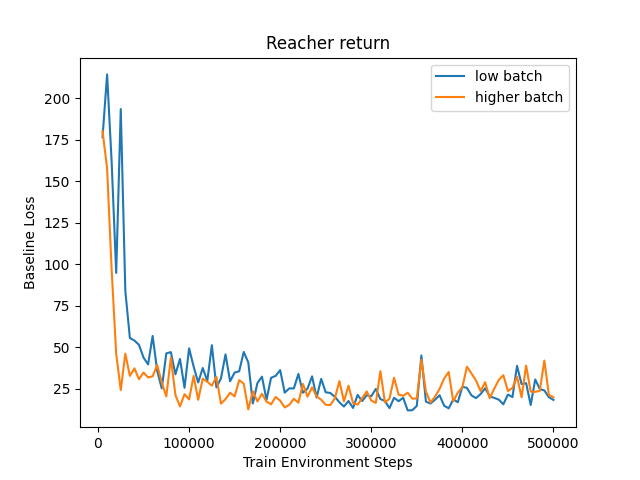 Reacher return
low batch
higher batch
Baseline Loss
200
175
150
125
100
75
50
25
0
100000
200000
300000
400000
500000
Train Environment Steps